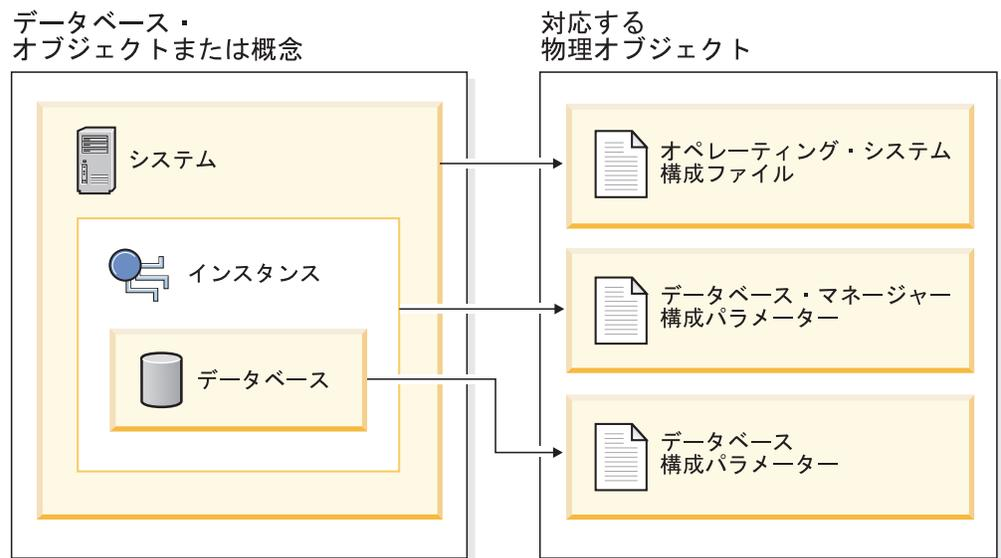 データベース・
オブジェクトまたは概念
システム
インスタンス
データベース
対応する
物理オブジェクト
オペレーティング・システム
構成ファイル
データベース・マネージャー
構成パラメーター
データベース
構成パラメーター